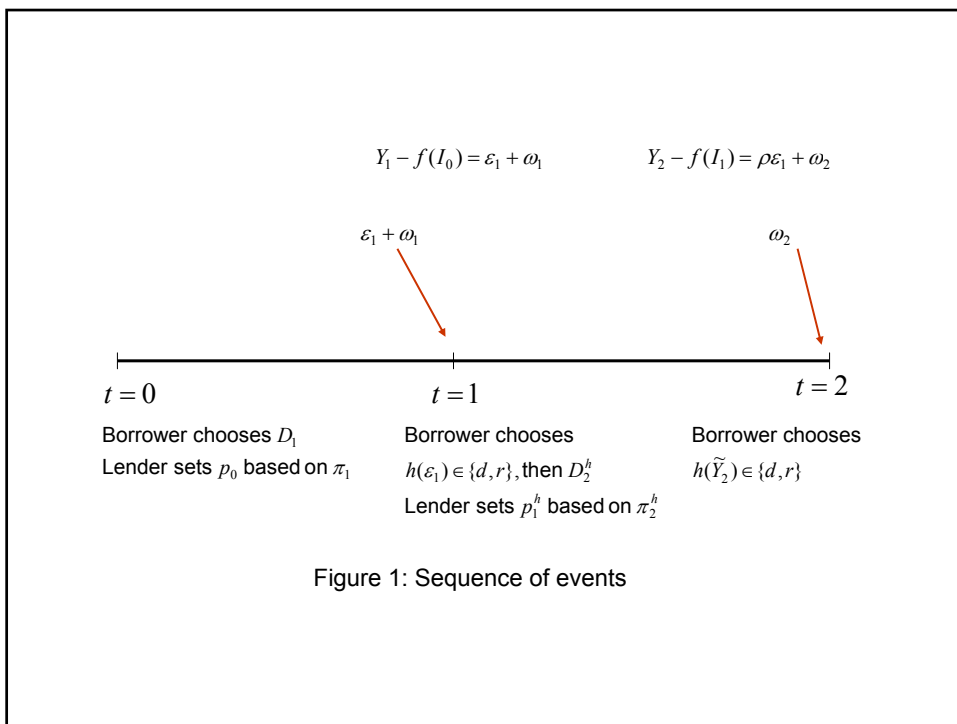 Y₁ − f(I₀) = ε₁ + ω₁
Y₂ − f(I₁) = ρε₁ + ω₂
ε₁ + ω₁
ω₂
t = 0
t = 1
t = 2
Borrower chooses D₁
Lender sets p₀ based on π₁
Borrower chooses
h(ε₁) ∈ {d, r}, then D₂ʰ
Lender sets p₁ʰ based on π₂ʰ
Borrower chooses
h(Ỹ₂) ∈ {d, r}
Figure 1: Sequence of events